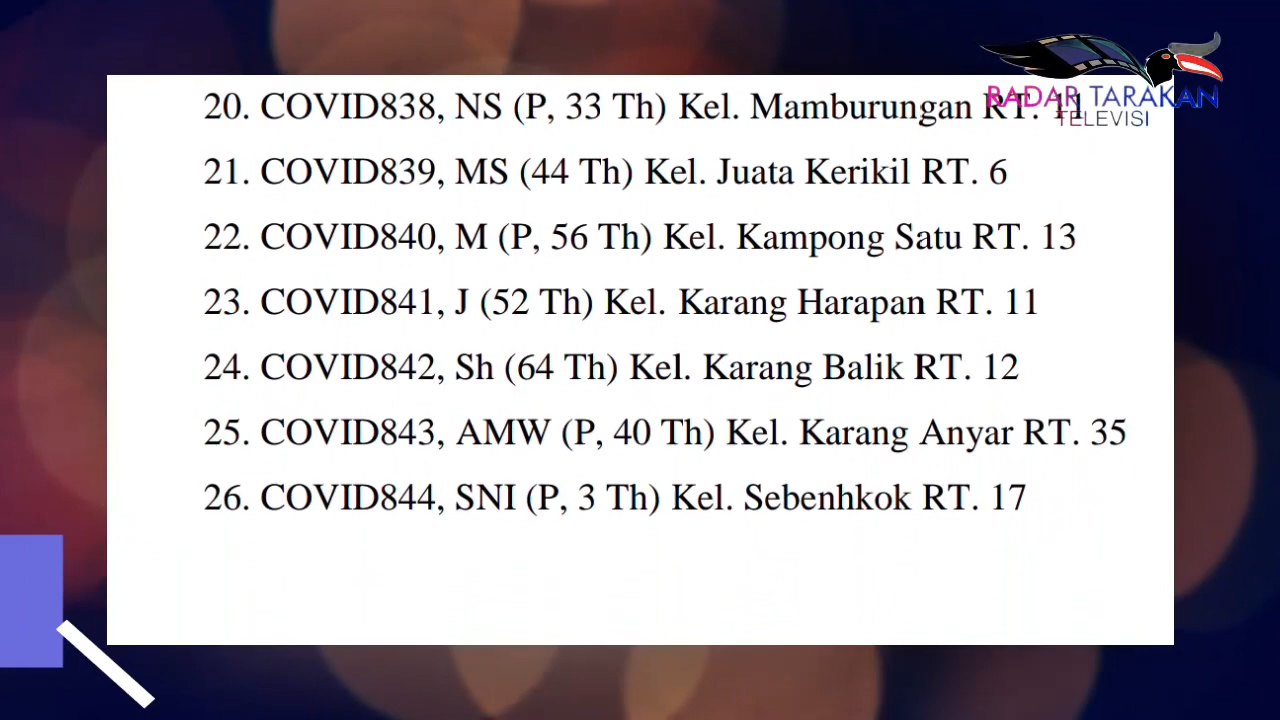 20. COVID838, NS (P, 33 Th) Kel. Mamburungan RT. 11
21. COVID839, MS (44 Th) Kel. Juata Kerikil RT. 6
22. COVID840, M (P, 56 Th) Kel. Kampong Satu RT. 13
23. COVID841, J (52 Th) Kel. Karang Harapan RT. 11
24. COVID842, Sh (64 Th) Kel. Karang Balik RT. 12
25. COVID843, AMW (P, 40 Th) Kel. Karang Anyar RT. 35
26. COVID844, SNI (P, 3 Th) Kel. Sebenhkok RT. 17
RADAR TARAKAN
TELEVISI